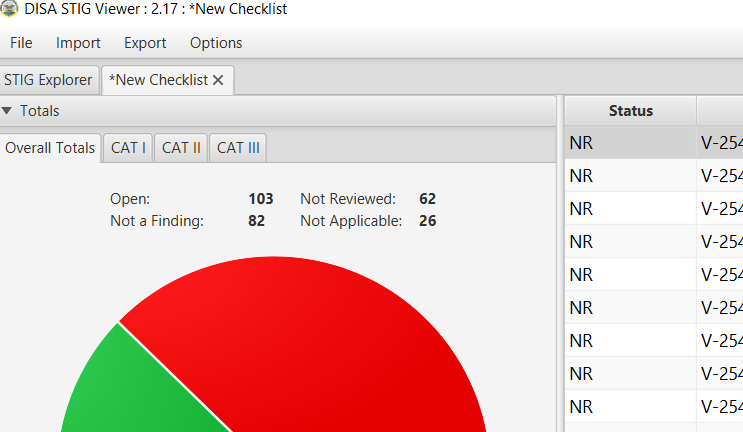 DISA STIG Viewer : 2.17 : *New Checklist
File Import Export Options
STIG Explorer *New Checklist
Totals
Overall Totals CAT I CAT II CAT III
Open: 103 Not Reviewed: 62
Not a Finding: 82 Not Applicable: 26
Status
NR V-254
NR V-254
NR V-254
NR V-254
NR V-254
NR V-254
NR V-254
NR V-254
NR V-254